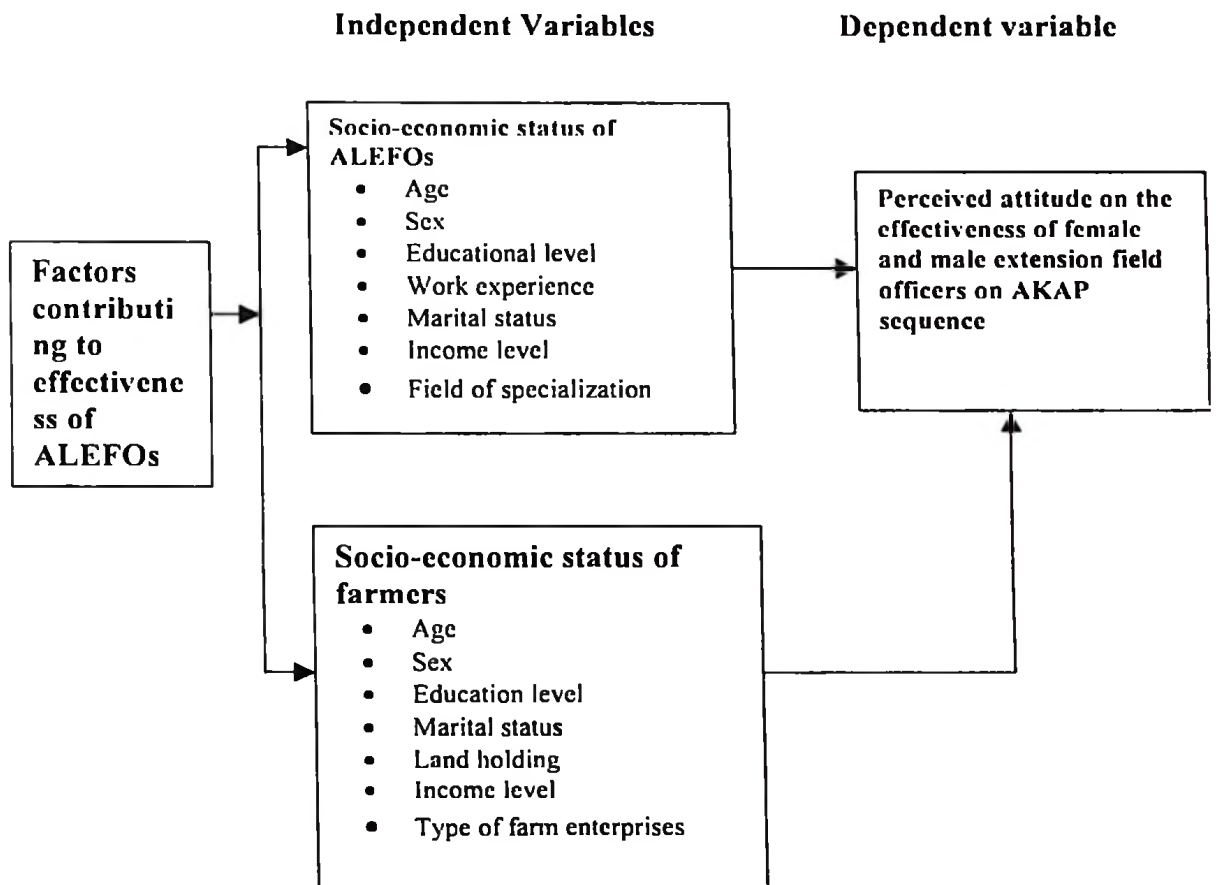 Independent Variables
Dependent variable
Factors
contributi
ng to
effectivene
ss of
ALEFOs
Socio-economic status of
ALEFOs
• Age
• Sex
• Educational level
• Work experience
• Marital status
• Income level
• Field of specialization
Perceived attitude on the
effectiveness of female
and male extension field
officers on AKAP
sequence
Socio-economic status of
farmers
• Age
• Sex
• Education level
• Marital status
• Land holding
• Income level
• Type of farm enterprises